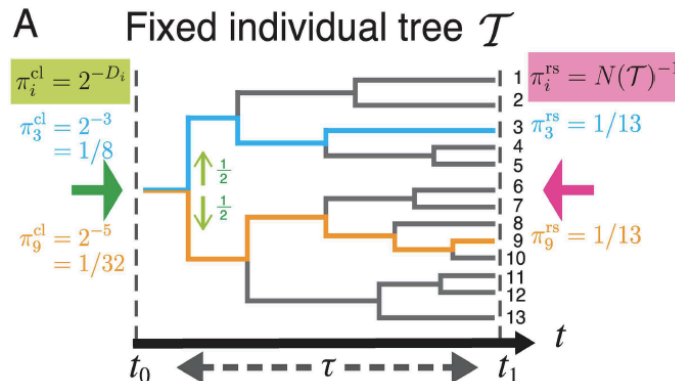 A Fixed individual tree 𝒯
π_i^cl = 2^{-D_i}
π_3^cl = 2^{-3}
= 1/8
π_9^cl = 2^{-5}
= 1/32
1/2
1/2
1
2
3
4
5
6
7
8
9
10
11
12
13
π_i^rs = N(𝒯)^{-1}
π_3^rs = 1/13
π_9^rs = 1/13
t
t_0
τ
t_1